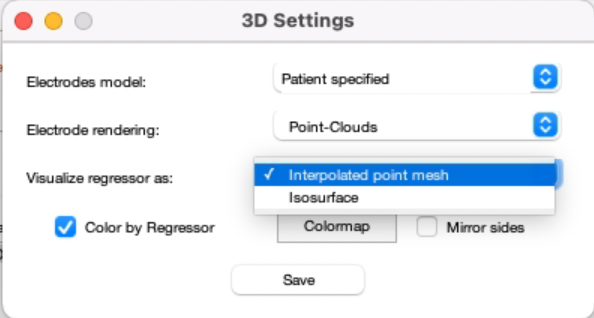 3D Settings
Electrodes model: Patient specified
Electrode rendering: Point-Clouds
Visualize regressor as: ✓ Interpolated point mesh
Isosurface
Color by Regressor Colormap Mirror sides
Save